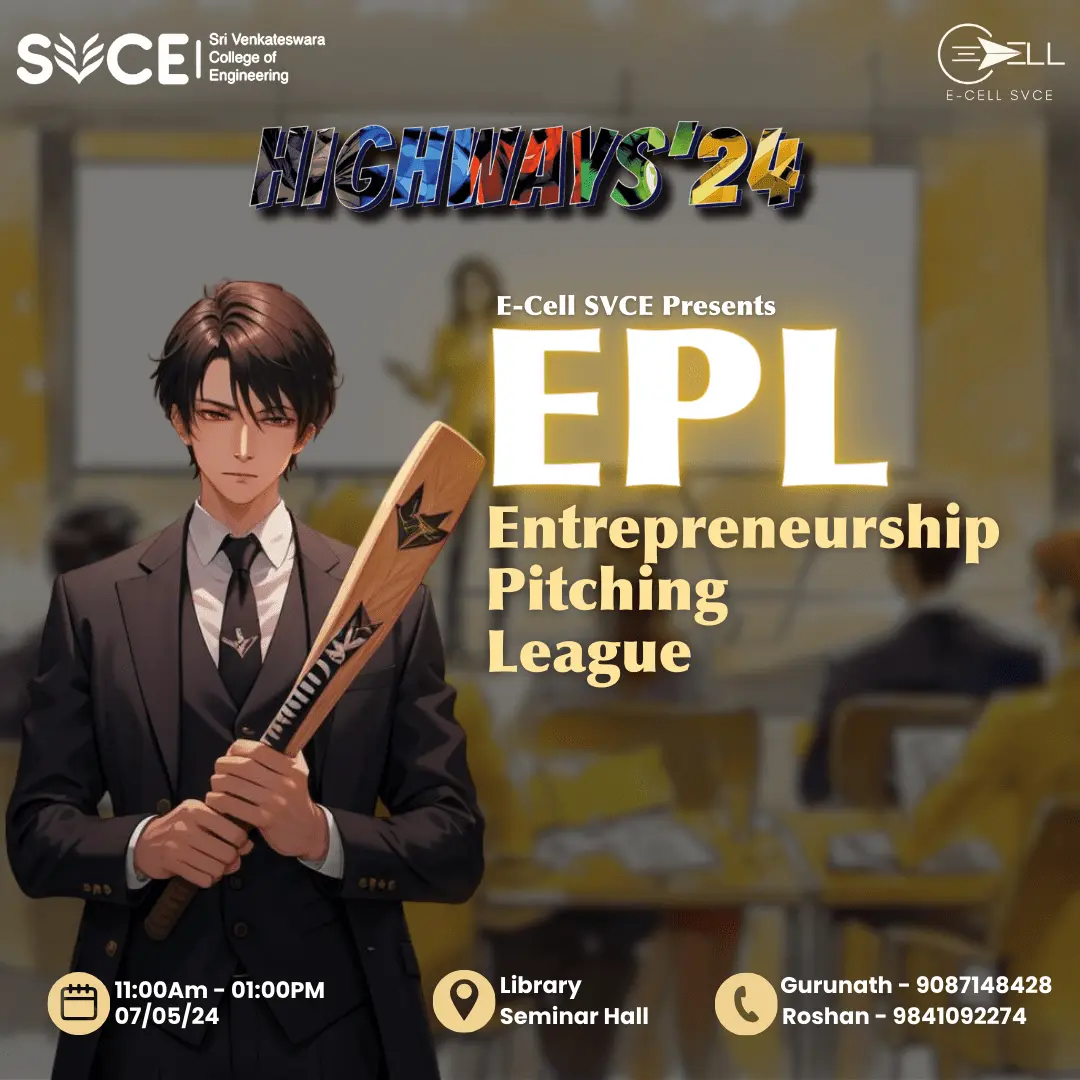 SVCE
Sri Venkateswara
College of
Engineering
E-CELL
E-CELL SVCE
HIGHWAYS'24
E-Cell SVCE Presents
EPL
Entrepreneurship
Pitching
League
11:00Am - 01:00PM
07/05/24
Library
Seminar Hall
Gurunath - 9087148428
Roshan - 9841092274